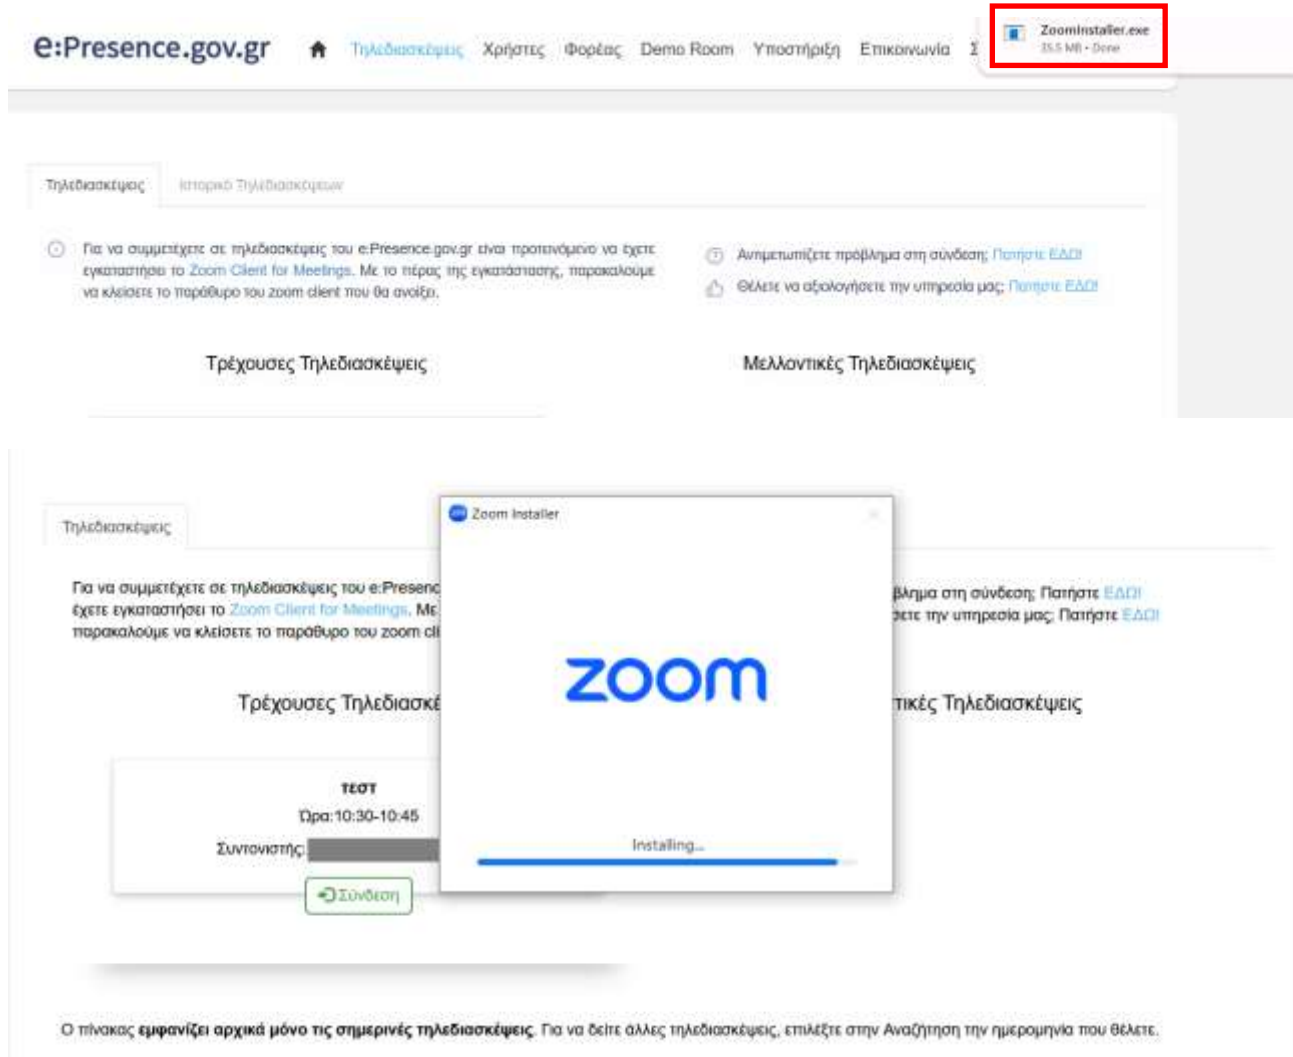 e:Presence.gov.gr Τηλεδιασκέψεις Χρήστες Φορέας Demo Room Υποστήριξη Επικοινωνία Σ
ZoomInstaller.exe
35.5 MB • Done
Τηλεδιασκέψεις Ιστορικό Τηλεδιασκέψεων
Για να συμμετέχετε σε τηλεδιασκέψεις του e:Presence.gov.gr είναι προτεινόμενο να έχετε
εγκαταστήσει το Zoom Client for Meetings. Με το πέρας της εγκατάστασης, παρακαλούμε
να κλείσετε το παράθυρο του zoom client που θα ανοίξει.
Αντιμετωπίζετε πρόβλημα στη σύνδεση; Πατήστε ΕΔΩ!
Θέλετε να αξιολογήσετε την υπηρεσία μας; Πατήστε ΕΔΩ!
Τρέχουσες Τηλεδιασκέψεις
Μελλοντικές Τηλεδιασκέψεις
Τηλεδιασκέψεις
Για να συμμετέχετε σε τηλεδιασκέψεις του e:Presenc
έχετε εγκαταστήσει το Zoom Client for Meetings. Με
παρακαλούμε να κλείσετε το παράθυρο του zoom cli
βλημα στη σύνδεση; Πατήστε ΕΔΩ!
σετε την υπηρεσία μας; Πατήστε ΕΔΩ!
Zoom Installer
zoom
Installing...
Τρέχουσες Τηλεδιασκέ
τικές Τηλεδιασκέψεις
τεστ
Ώρα:10:30-10:45
Συντονιστής:
Σύνδεση
Ο πίνακας εμφανίζει αρχικά μόνο τις σημερινές τηλεδιασκέψεις. Για να δείτε άλλες τηλεδιασκέψεις, επιλέξτε στην Αναζήτηση την ημερομηνία που θέλετε.